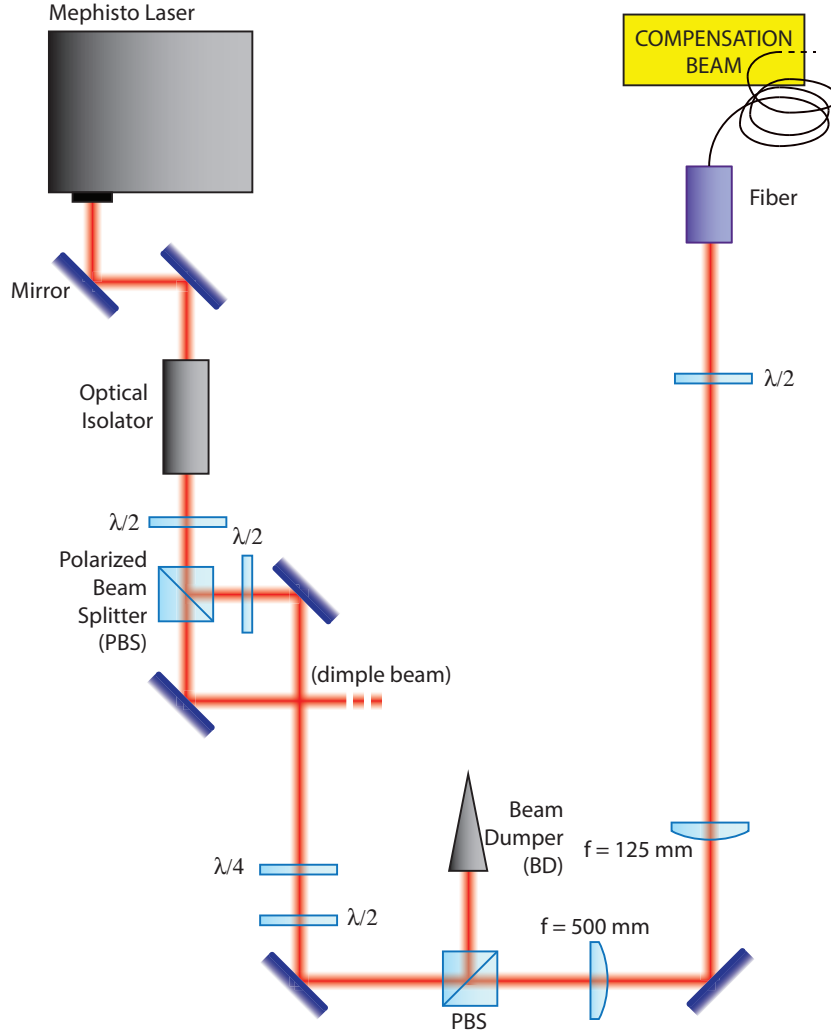 Mephisto Laser
COMPENSATION
BEAM
Fiber
Mirror
Optical
Isolator
λ/2
λ/2
λ/2
Polarized
Beam
Splitter
(PBS)
(dimple beam)
Beam
Dumper
(BD)
f = 125 mm
λ/4
λ/2
f = 500 mm
PBS